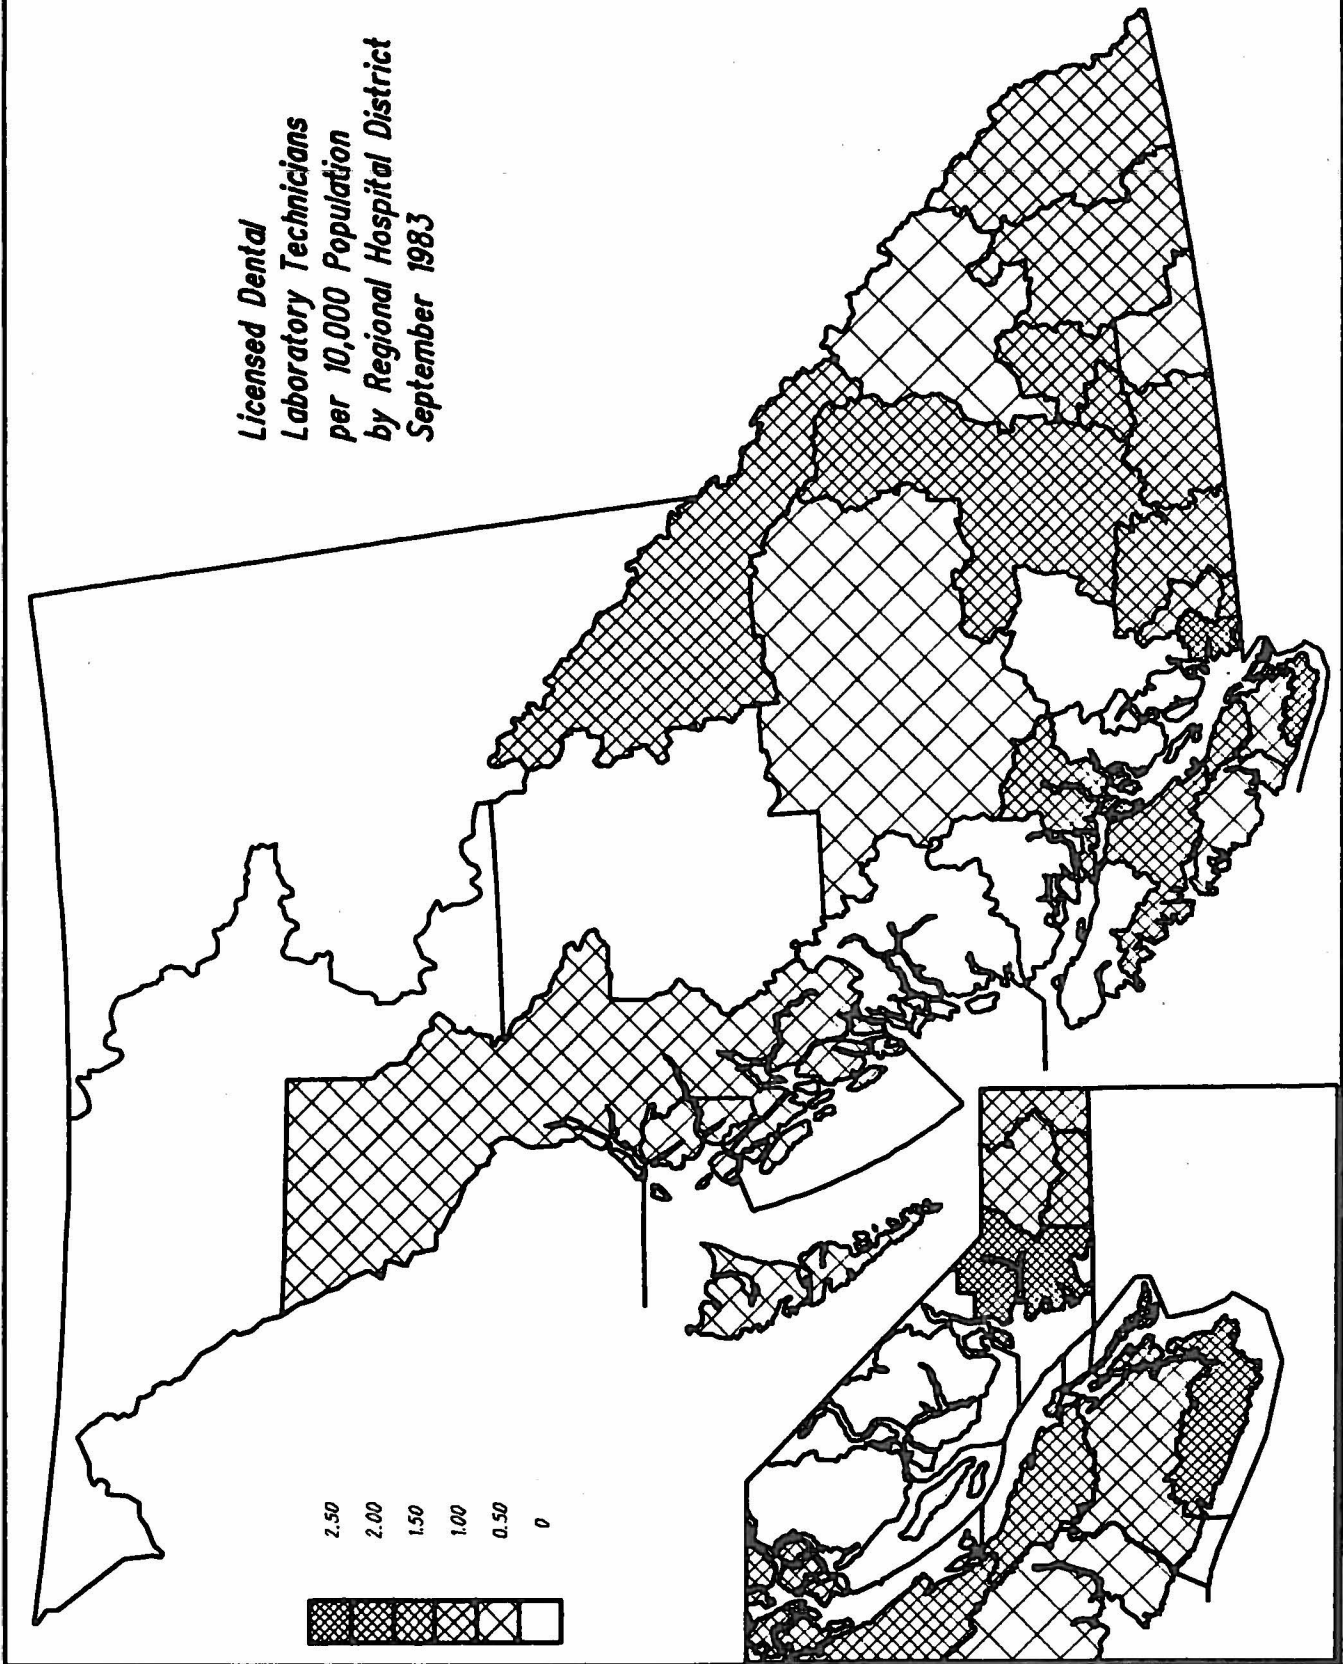 Licensed Dental
Laboratory Technicians
per 10,000 Population
by Regional Hospital District
September 1983
2.50
2.00
1.50
1.00
0.50
0